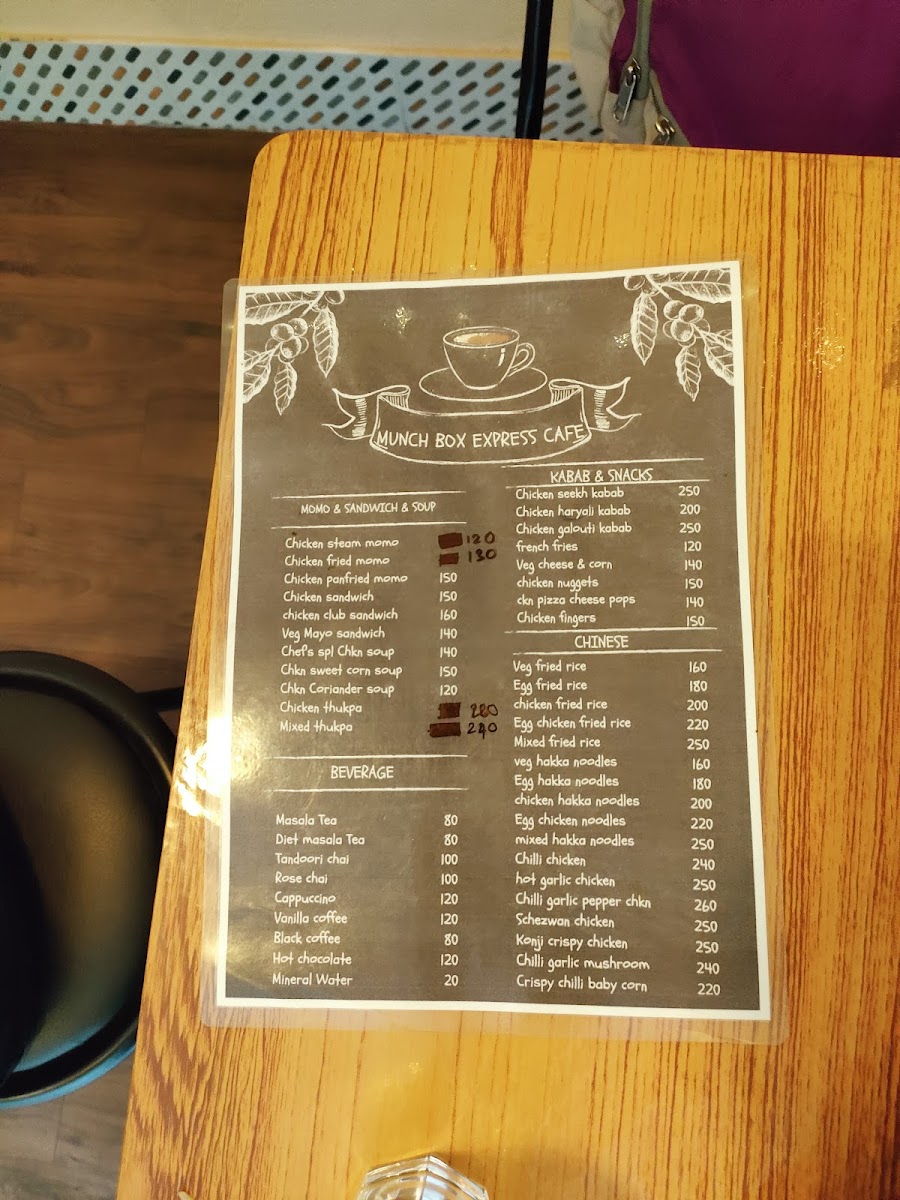 MUNCH BOX EXPRESS CAFE
MOMO & SANDWICH & SOUP
Chicken steam momo 120
Chicken fried momo 130
Chicken panfried momo 150
Chicken sandwich 150
chicken club sandwich 160
Veg Mayo sandwich 140
Chef's spl Chkn soup 140
Chkn sweet corn soup 150
Chkn Coriander soup 120
Chicken thukpa 220
Mixed thukpa 240
BEVERAGE
Masala Tea 80
Diet masala Tea 80
Tandoori chai 100
Rose chai 100
Cappuccino 120
Vanilla coffee 120
Black coffee 80
Hot chocolate 120
Mineral Water 20
KABAB & SNACKS
Chicken seekh kabab 250
Chicken haryali kabab 200
Chicken galouti kabab 250
french fries 120
Veg cheese & corn 140
chicken nuggets 150
ckn pizza cheese pops 140
Chicken fingers 150
CHINESE
Veg fried rice 160
Egg fried rice 180
chicken fried rice 200
Egg chicken fried rice 220
Mixed fried rice 250
veg hakka noodles 160
Egg hakka noodles 180
chicken hakka noodles 200
Egg chicken noodles 220
mixed hakka noodles 250
Chilli chicken 240
hot garlic chicken 250
Chilli garlic pepper chkn 260
Schezwan chicken 250
Konji crispy chicken 250
Chilli garlic mushroom 240
Crispy chilli baby corn 220